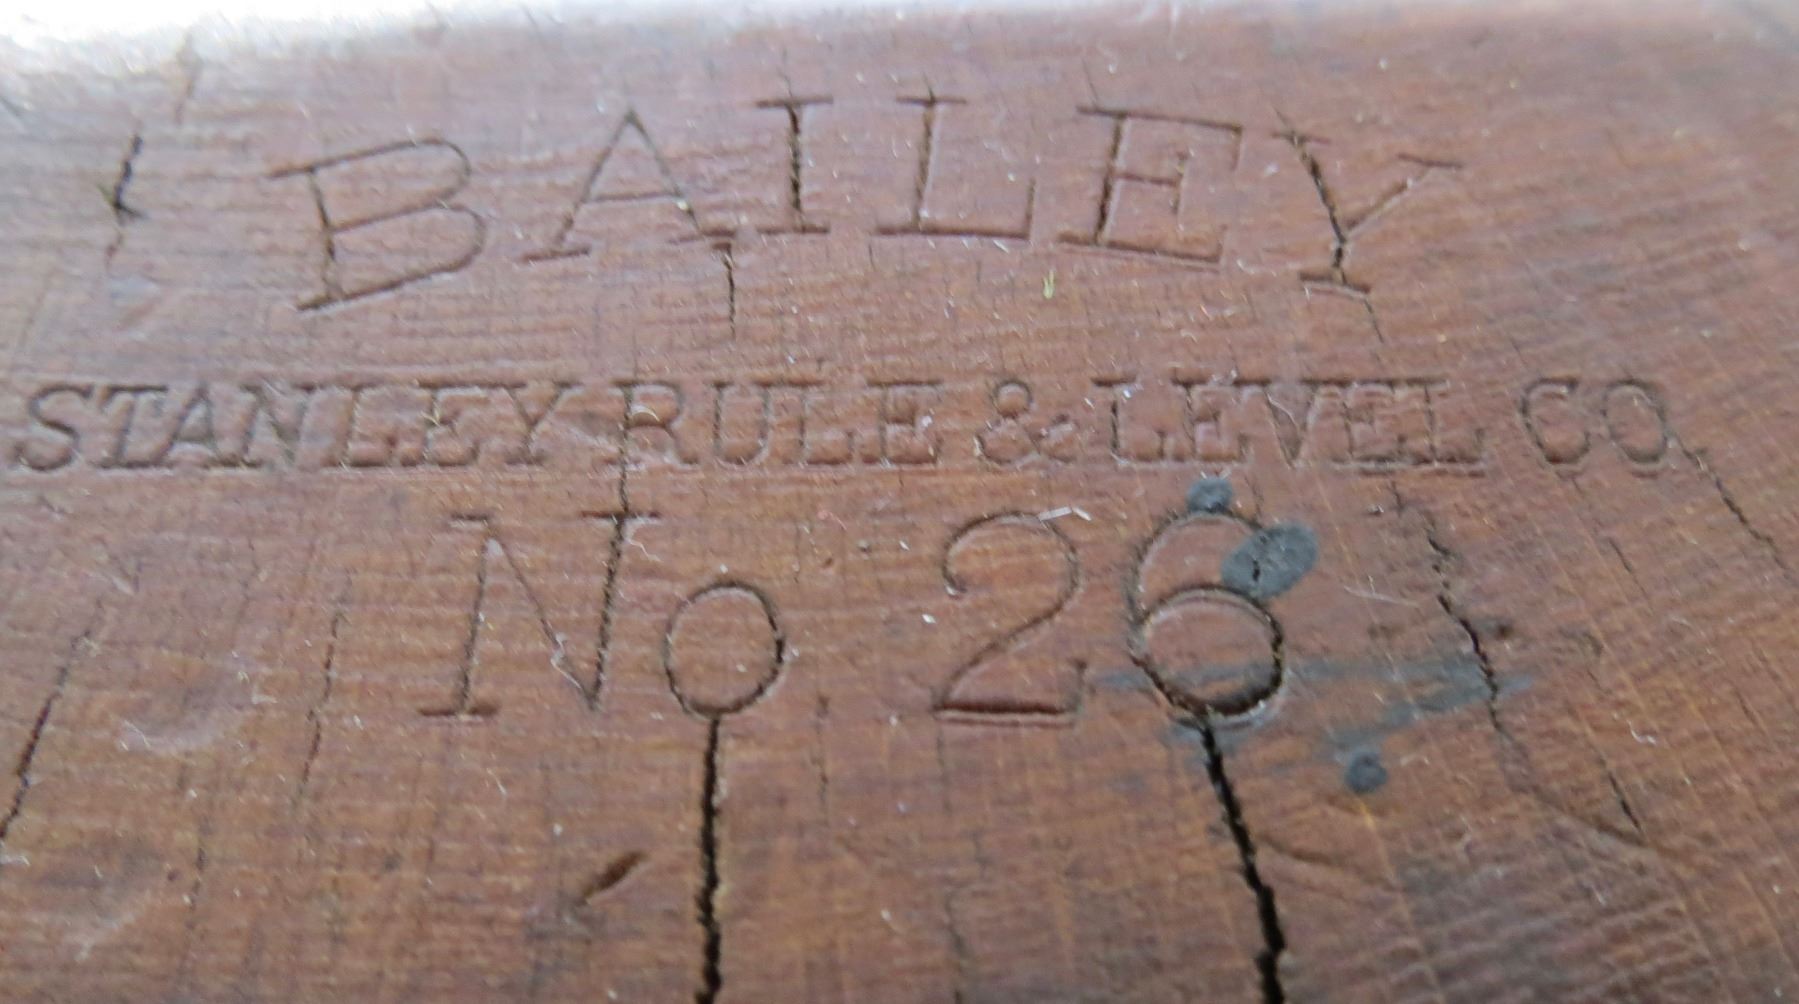 BAILEY
STANLEY RULE & LEVEL CO.
No 26